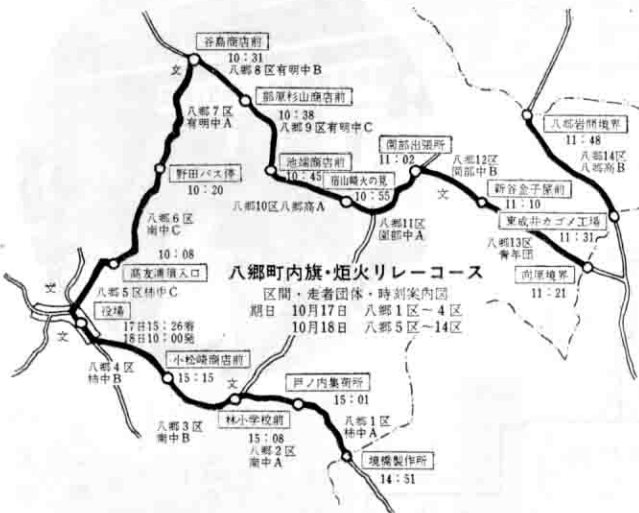 谷島商店前
10:31
文
八郷8区有明中B
部原杉山商店前
10:38
八郷9区有明中C
八郷7区
有明中A
池端商店前
10:45
宿山崎火の見
10:55
八郷10区八郷高A
園部出張所
11:02
文
八郷12区
園部中B
新谷金子屋前
11:10
八郷岩間境界
11:48
八郷14区
八郷高B
東成井カゴメ工場
11:31
八郷13区
青年団
向原境界
11:21
八郷11区
園部中A
野田バス停
10:20
八郷6区
南中C
10:08
入口
八郷5区柿中C
文
役場
17日15:26着
18日10:00発
文
八郷町内旗・炬火リレーコース
区間・走者団体・時刻案内図
期日 10月17日 八郷1区〜4区
10月18日 八郷5区〜14区
八郷4区
柿中B
小松崎商店前
15:15
八郷3区
南中B
文
林小学校前
15:08
八郷2区
南中A
戸ノ内集荷所
15:01
八郷1区
柿中A
境橋製作所
14:51